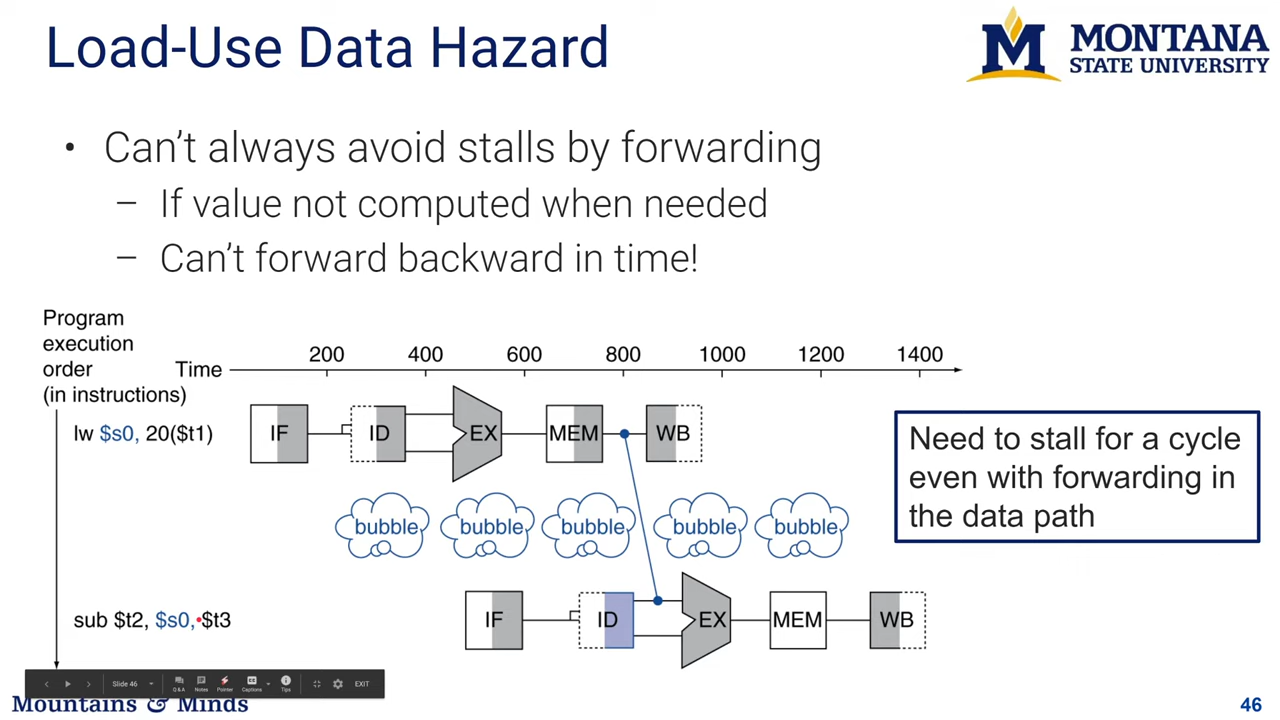 Load-Use Data Hazard
MONTANA
STATE UNIVERSITY
M
• Can’t always avoid stalls by forwarding
– If value not computed when needed
– Can’t forward backward in time!
Program
execution
order
(in instructions)
Time
200 400 600 800 1000 1200 1400
lw $s0, 20($t1)
IF ID EX MEM WB
bubble bubble bubble bubble bubble
sub $t2, $s0, $t3
IF ID EX MEM WB
Need to stall for a cycle
even with forwarding in
the data path
Slide 46 Q&A Notes Pointer Captions Tips EXIT
Mountains & Minds
46